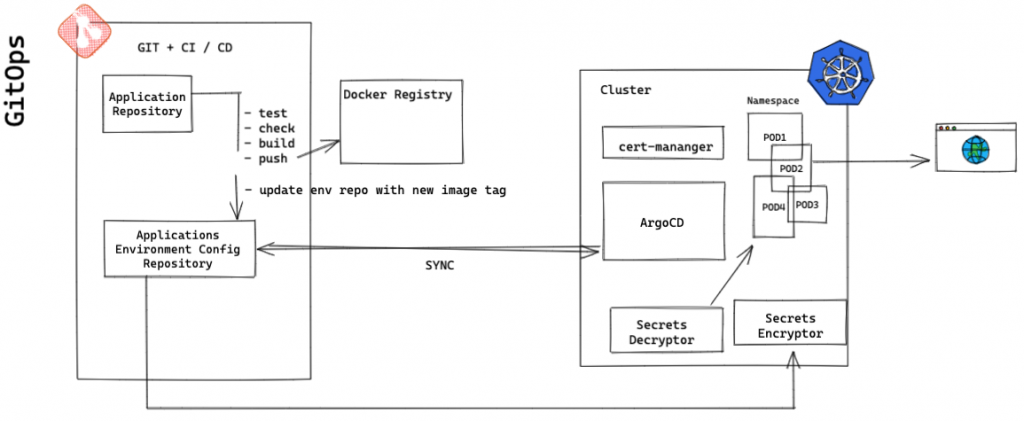 GitOps
GIT + CI / CD
Application
Repository
- test
- check
- build
- push
- update env repo with new image tag
Docker Registry
Applications
Environment Config
Repository
SYNC
Cluster
cert-mananger
ArgoCD
Namespace
POD1
POD2
POD4
POD3
Secrets
Decryptor
Secrets
Encryptor